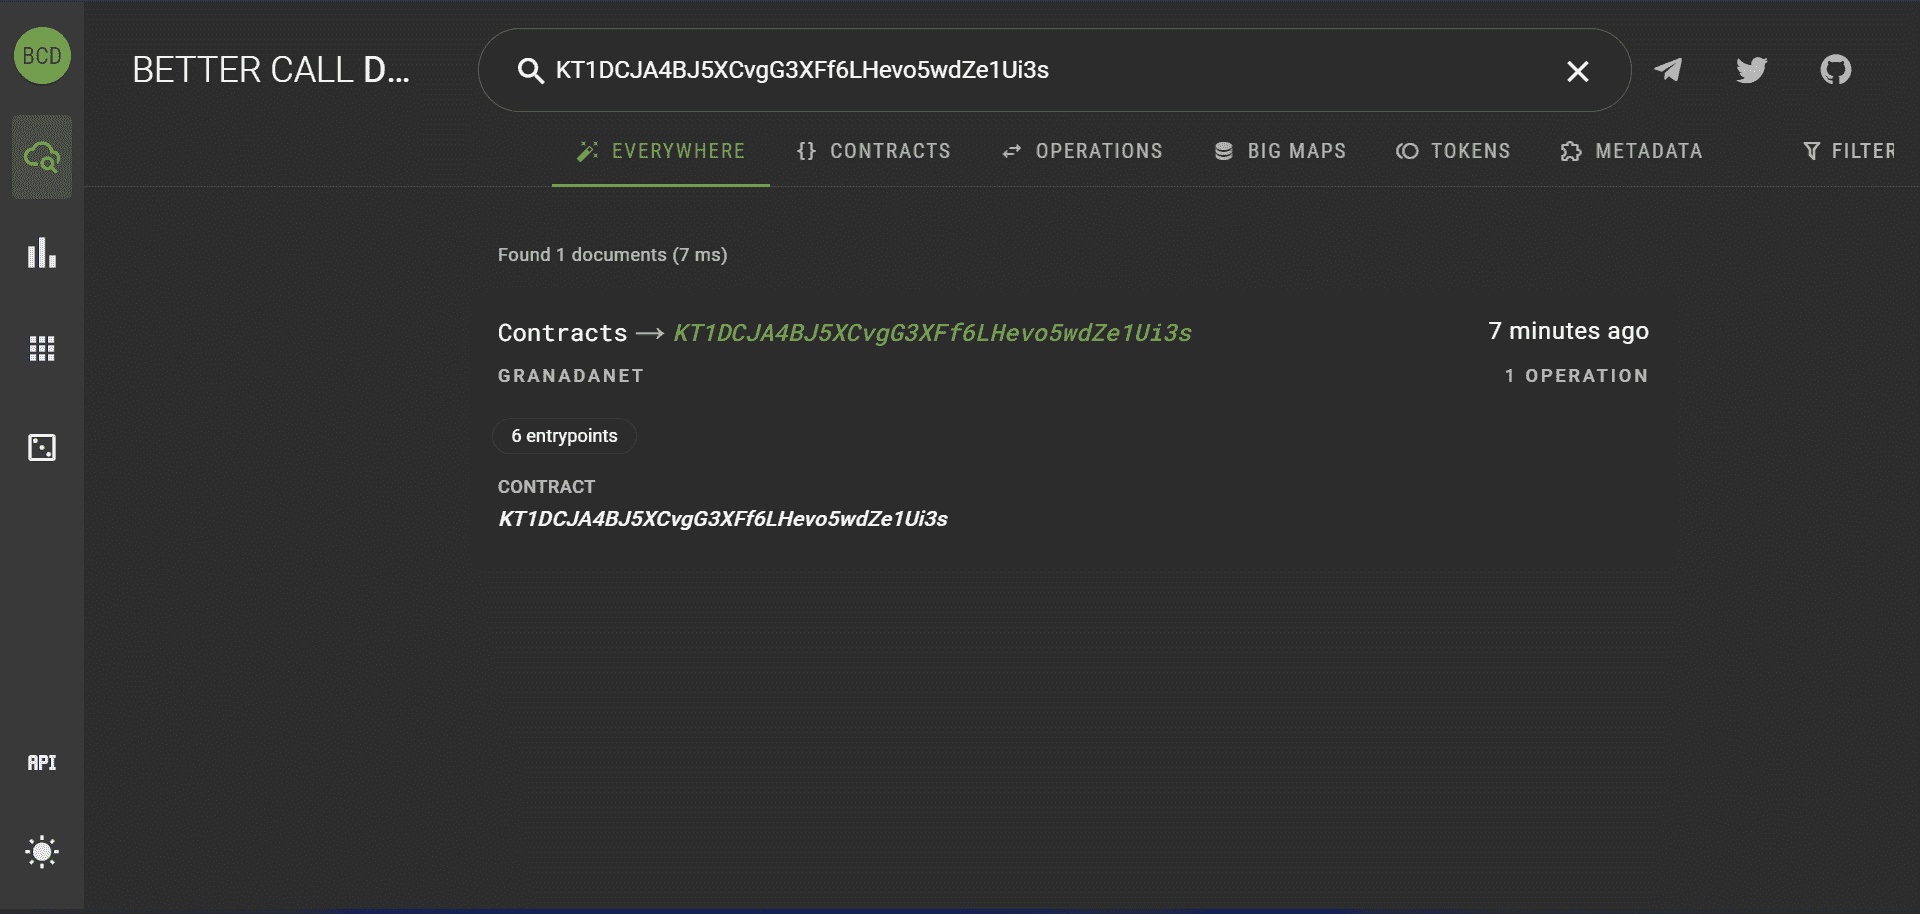 BCD
BETTER CALL D...
KT1DCJA4BJ5XCvgG3XFf6LHevo5wdZe1Ui3s
EVERYWHERE
{} CONTRACTS
OPERATIONS
BIG MAPS
TOKENS
METADATA
FILTER
Found 1 documents (7 ms)
Contracts → KT1DCJA4BJ5XCvgG3XFf6LHevo5wdZe1Ui3s
7 minutes ago
GRANADANET
1 OPERATION
6 entrypoints
CONTRACT
KT1DCJA4BJ5XCvgG3XFf6LHevo5wdZe1Ui3s
API